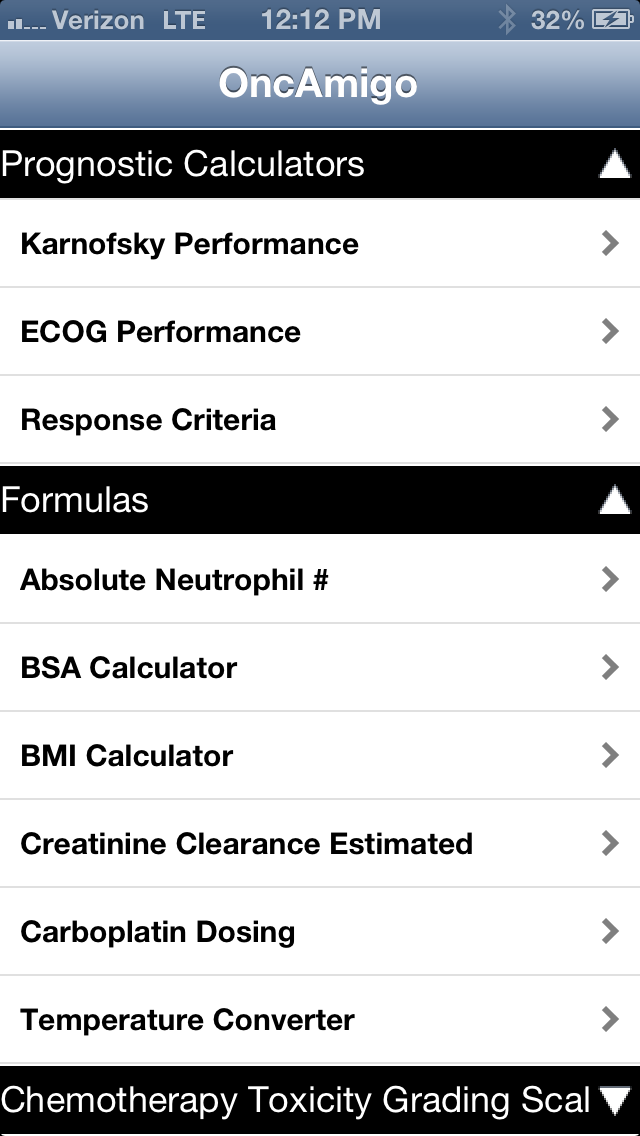 Verizon LTE 12:12 PM 32%
OncAmigo
Prognostic Calculators
Karnofsky Performance
ECOG Performance
Response Criteria
Formulas
Absolute Neutrophil #
BSA Calculator
BMI Calculator
Creatinine Clearance Estimated
Carboplatin Dosing
Temperature Converter
Chemotherapy Toxicity Grading Scal